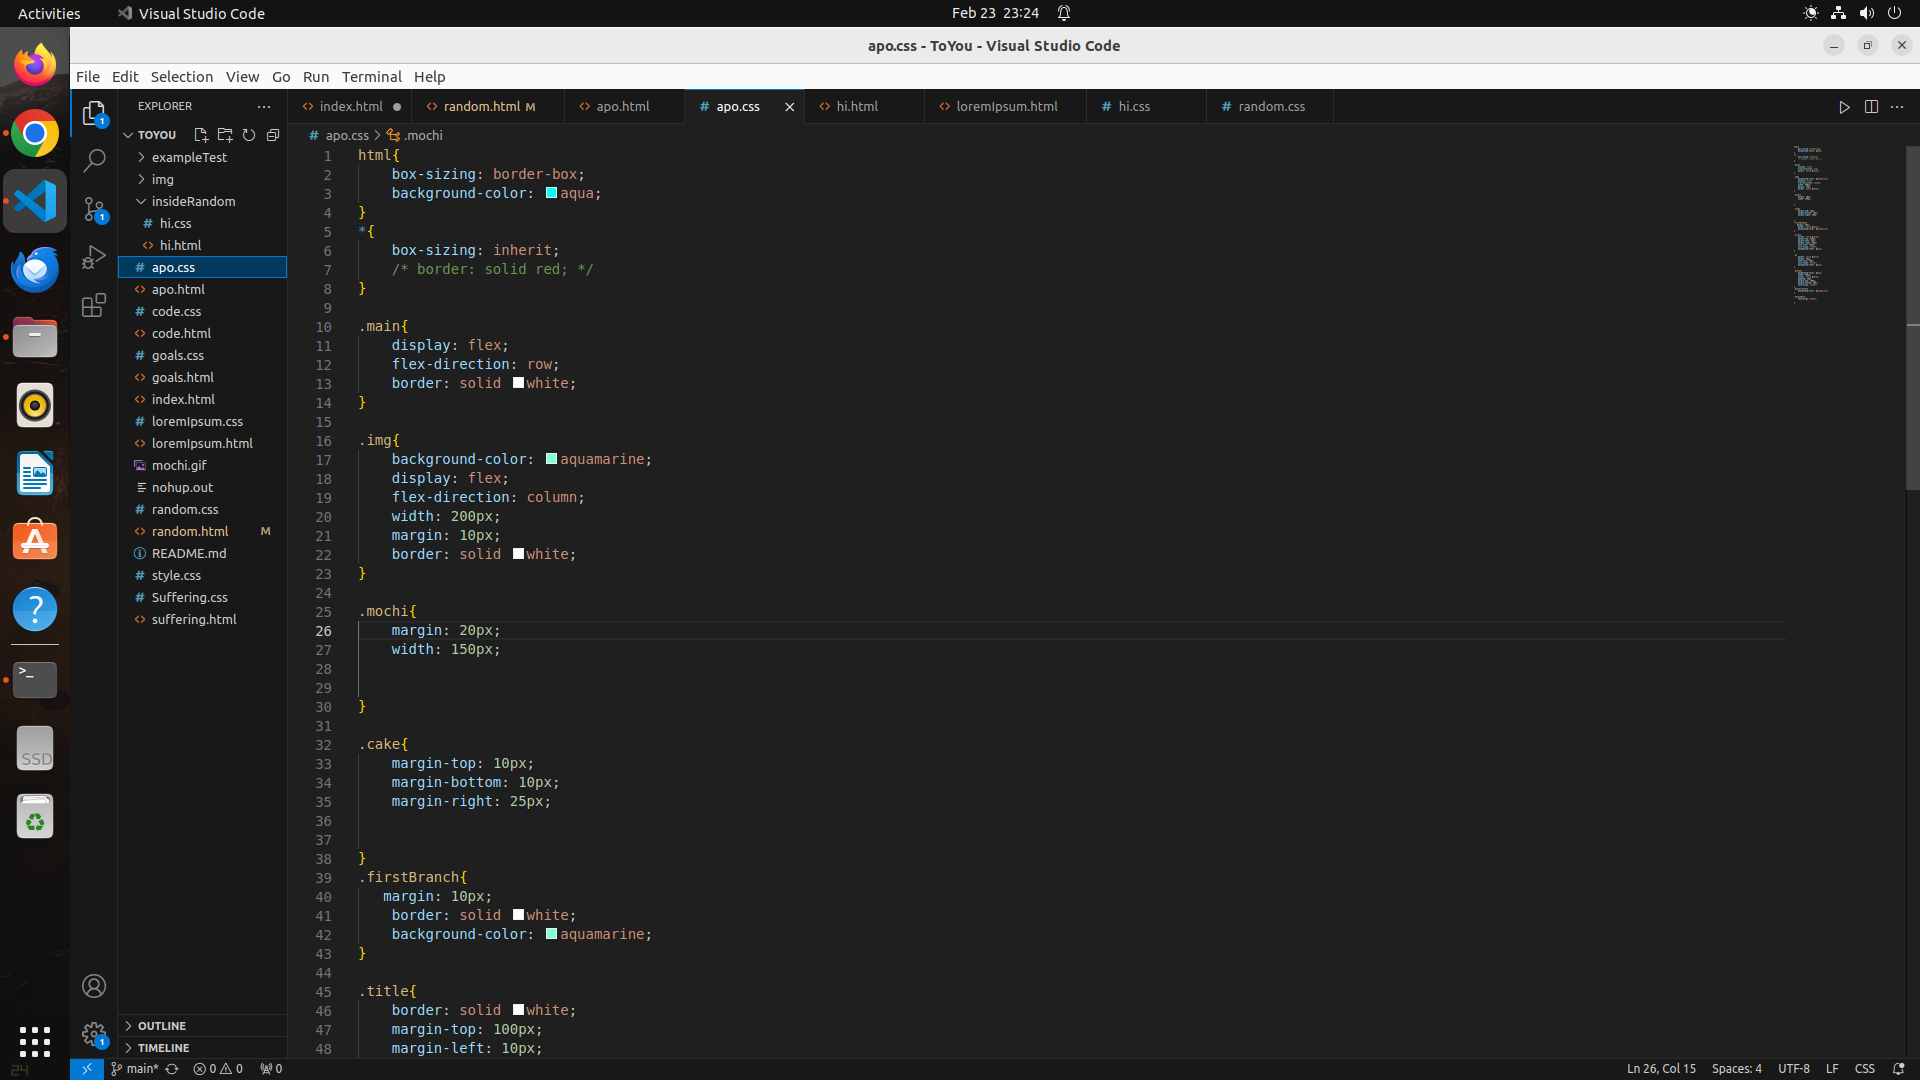 Activities
Visual Studio Code
Feb 23 23:24
apo.css - ToYou - Visual Studio Code
File Edit Selection View Go Run Terminal Help
EXPLORER
index.html
random.html M
apo.html
apo.css
hi.html
loremIpsum.html
hi.css
random.css
TOYOU
exampleTest
img
insideRandom
hi.css
hi.html
apo.css
apo.html
code.css
code.html
goals.css
goals.html
index.html
loremIpsum.css
loremIpsum.html
mochi.gif
nohup.out
random.css
random.html M
README.md
style.css
Suffering.css
suffering.html
OUTLINE
TIMELINE
1
1
1
SSD
24
apo.css > .mochi
1 html{
2 box-sizing: border-box;
3 background-color: aqua;
4 }
5 *{
6 box-sizing: inherit;
7 /* border: solid red; */
8 }
9
10 .main{
11 display: flex;
12 flex-direction: row;
13 border: solid white;
14 }
15
16 .img{
17 background-color: aquamarine;
18 display: flex;
19 flex-direction: column;
20 width: 200px;
21 margin: 10px;
22 border: solid white;
23 }
24
25 .mochi{
26 margin: 20px;
27 width: 150px;
28
29
30 }
31
32 .cake{
33 margin-top: 10px;
34 margin-bottom: 10px;
35 margin-right: 25px;
36
37
38 }
39 .firstBranch{
40 margin: 10px;
41 border: solid white;
42 background-color: aquamarine;
43 }
44
45 .title{
46 border: solid white;
47 margin-top: 100px;
48 margin-left: 10px;
main* 0 0 0
Ln 26, Col 15 Spaces: 4 UTF-8 LF CSS